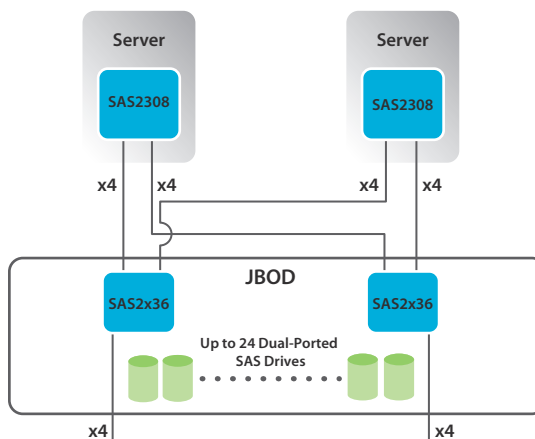 Server
Server
SAS2308
SAS2308
x4
x4
x4
x4
JBOD
SAS2x36
SAS2x36
Up to 24 Dual-Ported
SAS Drives
x4
x4